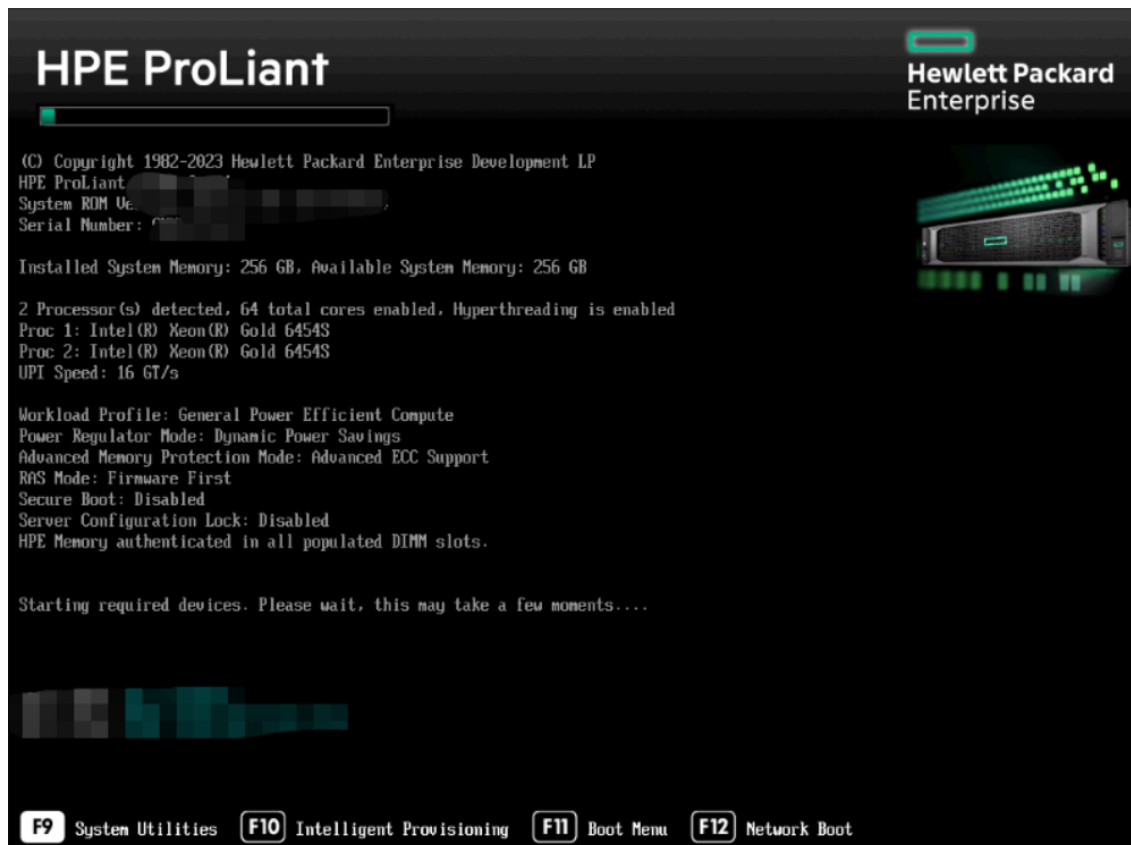 HPE ProLiant
Hewlett Packard
Enterprise
(C) Copyright 1982-2023 Hewlett Packard Enterprise Development LP
HPE ProLiant
System ROM Ve
Serial Number:
Installed System Memory: 256 GB, Available System Memory: 256 GB
2 Processor(s) detected, 64 total cores enabled, Hyperthreading is enabled
Proc 1: Intel(R) Xeon(R) Gold 6454S
Proc 2: Intel(R) Xeon(R) Gold 6454S
UPI Speed: 16 GT/s
Workload Profile: General Power Efficient Compute
Power Regulator Mode: Dynamic Power Savings
Advanced Memory Protection Mode: Advanced ECC Support
RAS Mode: Firmware First
Secure Boot: Disabled
Server Configuration Lock: Disabled
HPE Memory authenticated in all populated DIMM slots.
Starting required devices. Please wait, this may take a few moments....
F9 System Utilities F10 Intelligent Provisioning F11 Boot Menu F12 Network Boot